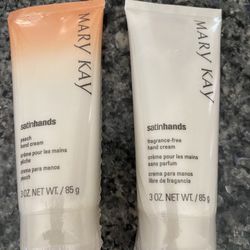 MARY KAY
satinhands
peach
hand cream
crème pour les mains
pêche
crema para manos
peach
3 OZ. NET WT. / 85 g
MARY KAY
satinhands
fragrance-free
hand cream
crème pour les mains
sans parfum
crema para manos
libre de fragancia
3 OZ. NET WT. / 85 g